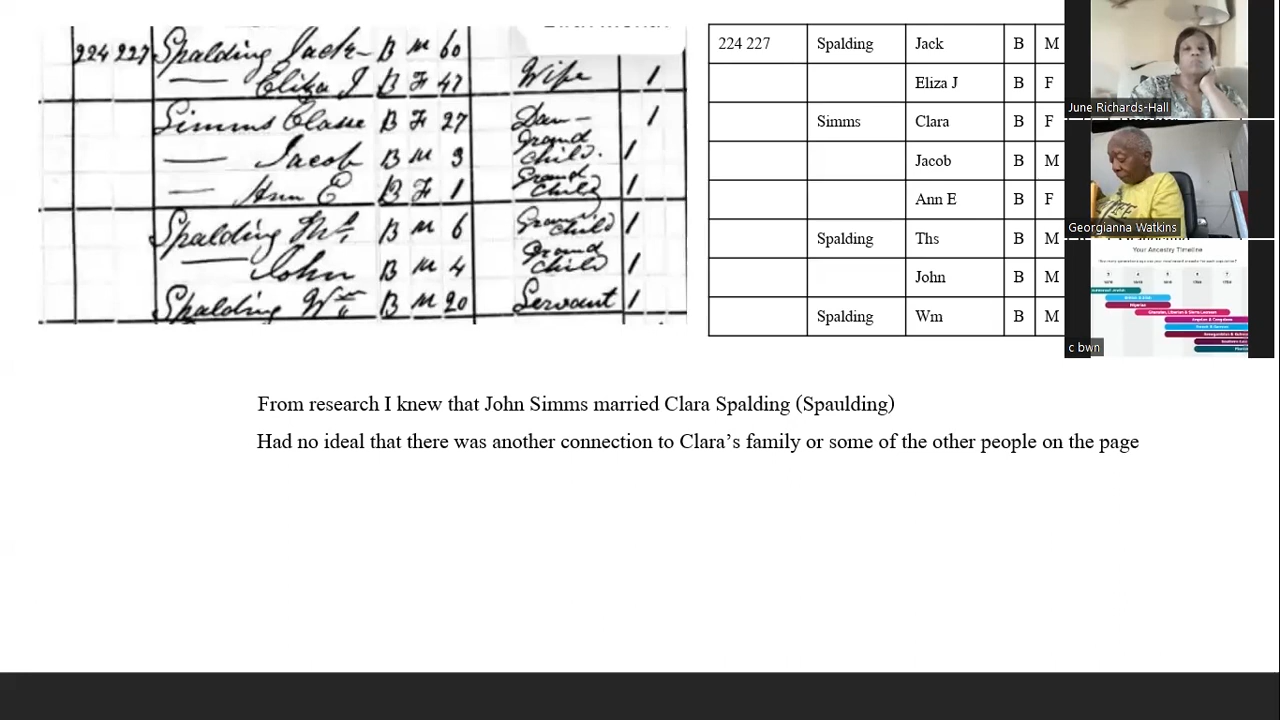 224 227 Spalding Jack B M 60
— Eliza J B F 47 Wife 1
Simms Clara B F 27 Dau— 1
— Jacob B M 3 Grand child. 1
— Ann E B F 1 Grand child 1
Spalding Ths. B M 6 Grand child 1
— John B M 4 Grand child 1
Spalding Wm B M 20 Servant 1
224 227 Spalding Jack B M
Eliza J B F
Simms Clara B F
Jacob B M
Ann E B F
Spalding Ths B M
John B M
Spalding Wm B M
June Richards-Hall
Georgianna Watkins
Your Ancestry Timeline
c bwn
From research I knew that John Simms married Clara Spalding (Spaulding)
Had no ideal that there was another connection to Clara’s family or some of the other people on the page